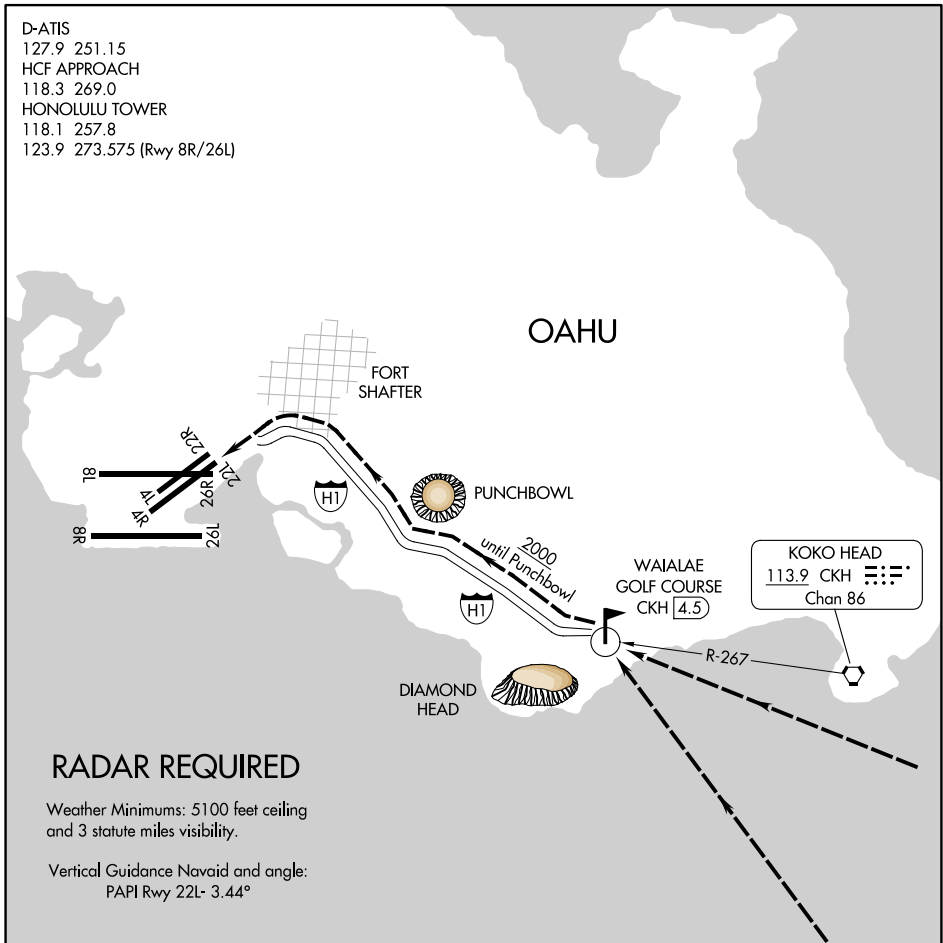 D-ATIS
127.9 251.15
HCF APPROACH
118.3 269.0
HONOLULU TOWER
118.1 257.8
123.9 273.575 (Rwy 8R/26L)
OAHU
FORT
SHAFTER
22R
22L
8L
26R
4L
4R
8R
26L
H1
PUNCHBOWL
2000
until Punchbowl
H1
WAIALAE
GOLF COURSE
CKH 4.5
KOKO HEAD
113.9 CKH
Chan 86
R-267
DIAMOND
HEAD
RADAR REQUIRED
Weather Minimums: 5100 feet ceiling
and 3 statute miles visibility.
Vertical Guidance Navaid and angle:
PAPI Rwy 22L- 3.44°